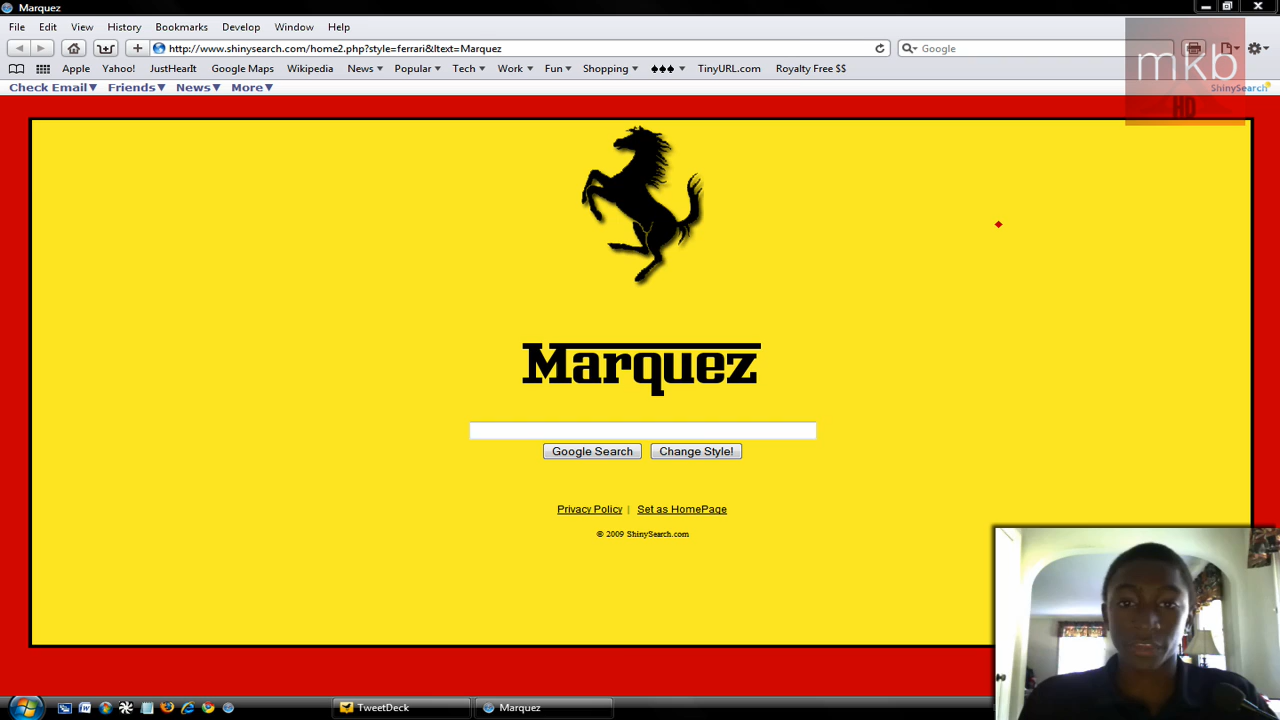 Marquez
File Edit View History Bookmarks Develop Window Help
http://www.shinysearch.com/home2.php?style=ferrari&ltext=Marquez
Google
Apple Yahoo! JustHearIt Google Maps Wikipedia News Popular Tech Work Fun Shopping TinyURL.com Royalty Free $$
Check Email Friends News More ShinySearch
mkb
HD
Marquez
Google Search Change Style!
Privacy Policy | Set as HomePage
© 2009 ShinySearch.com
TweetDeck Marquez